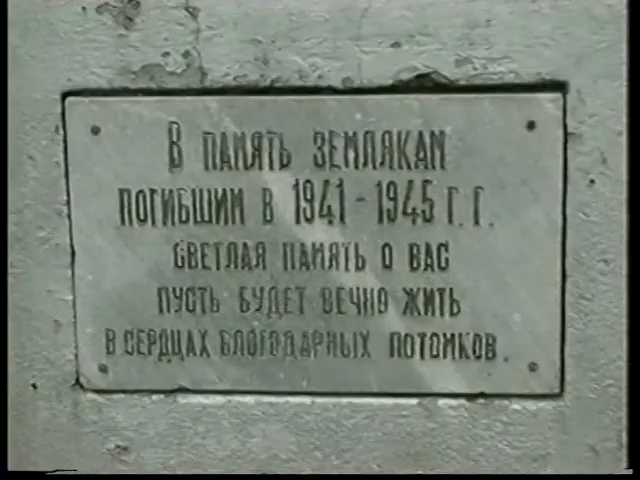 В ПАМЯТЬ ЗЕМЛЯКАМ
ПОГИБШИМ В 1941-1945 Г.Г.
СВЕТЛАЯ ПАМЯТЬ О ВАС
ПУСТЬ БУДЕТ ВЕЧНО ЖИТЬ
В СЕРДЦАХ БЛОГОДАРНЫХ ПОТОМКОВ.